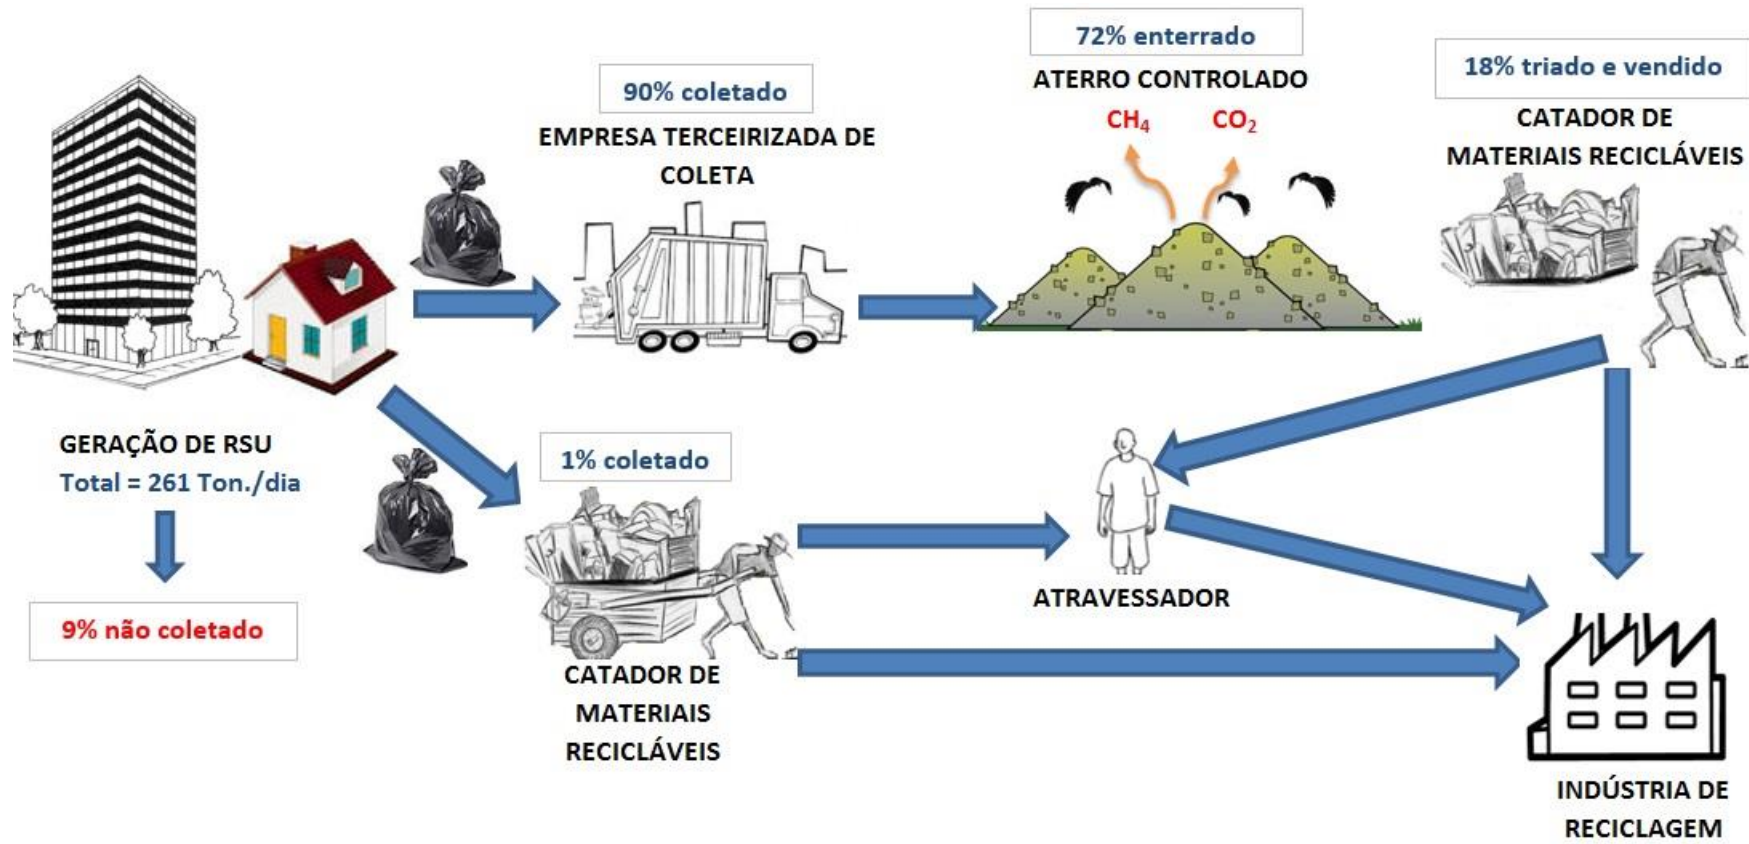 90% coletado
EMPRESA TERCEIRIZADA DE
COLETA
72% enterrado
ATERRO CONTROLADO
CH₄
CO₂
18% triado e vendido
CATADOR DE
MATERIAIS RECICLÁVEIS
GERAÇÃO DE RSU
Total = 261 Ton./dia
9% não coletado
1% coletado
CATADOR DE
MATERIAIS
RECICLÁVEIS
ATRAVESSADOR
INDÚSTRIA DE
RECICLAGEM